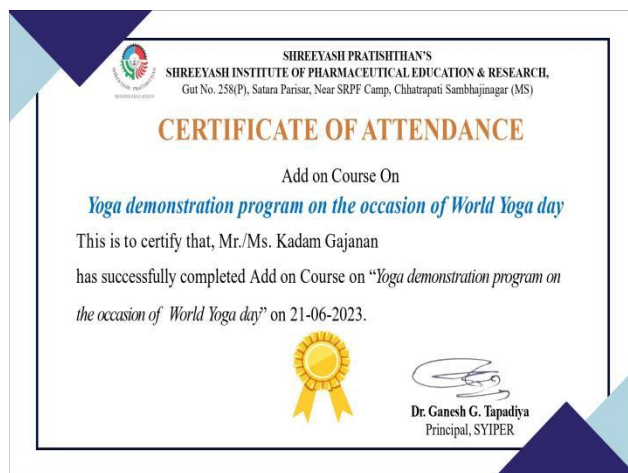 SHREEYASH PRATISHTHAN'S
SHREEYASH INSTITUTE OF PHARMACEUTICAL EDUCATION & RESEARCH,
Gut No. 258(P), Satara Parisar, Near SRPF Camp, Chhatrapati Sambhajinagar (MS)
CERTIFICATE OF ATTENDANCE
Add on Course On
Yoga demonstration program on the occasion of World Yoga day
This is to certify that, Mr./Ms. Kadam Gajanan
has successfully completed Add on Course on “Yoga demonstration program on
the occasion of World Yoga day” on 21-06-2023.
Dr. Ganesh G. Tapadiya
Principal, SYIPER